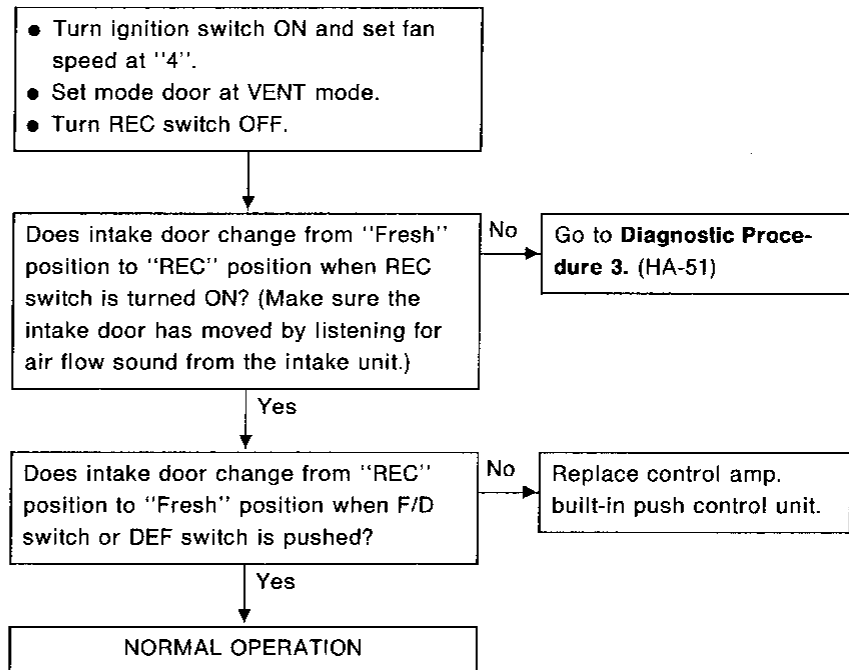 ● Turn ignition switch ON and set fan
speed at "4".
● Set mode door at VENT mode.
● Turn REC switch OFF.
Does intake door change from "Fresh"
position to "REC" position when REC
switch is turned ON? (Make sure the
intake door has moved by listening for
air flow sound from the intake unit.)
No
Go to Diagnostic Proce-
dure 3. (HA-51)
Yes
Does intake door change from "REC"
position to "Fresh" position when F/D
switch or DEF switch is pushed?
No
Replace control amp.
built-in push control unit.
Yes
NORMAL OPERATION